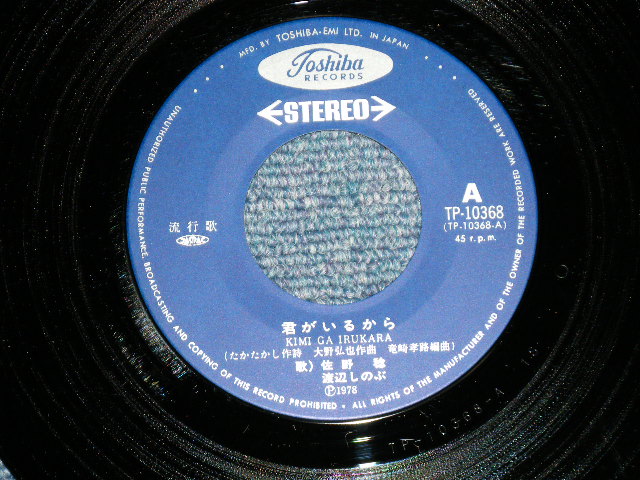 MFD. BY TOSHIBA-EMI LTD. IN JAPAN
Toshiba
RECORDS
STEREO
A
TP-10368
(TP-10368-A)
45 r.p.m.
流行歌
君がいるから
KIMI GA IRUKARA
(たかたかし作詩 大野弘也作曲 竜崎孝路編曲)
歌) 佐野 稔
渡辺しのぶ
Ⓟ1978
UNAUTHORIZED PUBLIC PERFORMANCE, BROADCASTING AND COPYING OF THIS RECORD PROHIBITED • ALL RIGHTS OF THE MANUFACTURER AND OF THE OWNER OF THE RECORDED WORK ARE RESERVED